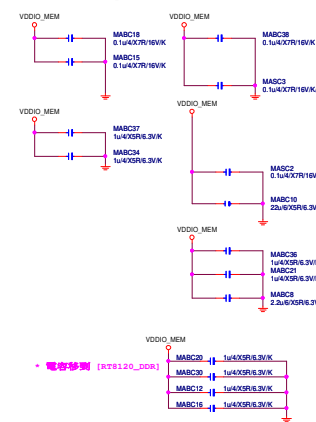 VDDIO_MEM
MABC18
0.1u/4/X7R/16V/K
MABC15
0.1u/4/X7R/16V/K
VDDIO_MEM
MABC38
0.1u/4/X7R/16V/K
MASC3
0.1u/4/X7R/16V/K
VDDIO_MEM
MABC37
1u/4/X5R/6.3V/K
MABC34
1u/4/X5R/6.3V/K
VDDIO_MEM
MASC2
0.1u/4/X7R/16V
MABC10
22u/6/X5R/6.3V
VDDIO_MEM
MABC36
1u/4/X5R/6.3V/
MABC21
1u/4/X5R/6.3V/
MABC8
2.2u/6/X5R/6.3V
VDDIO_MEM
* 電容移到 [RT8120_DDR]
MABC20 1u/4/X5R/6.3V/K
MABC30 1u/4/X5R/6.3V/K
MABC12 1u/4/X5R/6.3V/K
MABC16 1u/4/X5R/6.3V/K